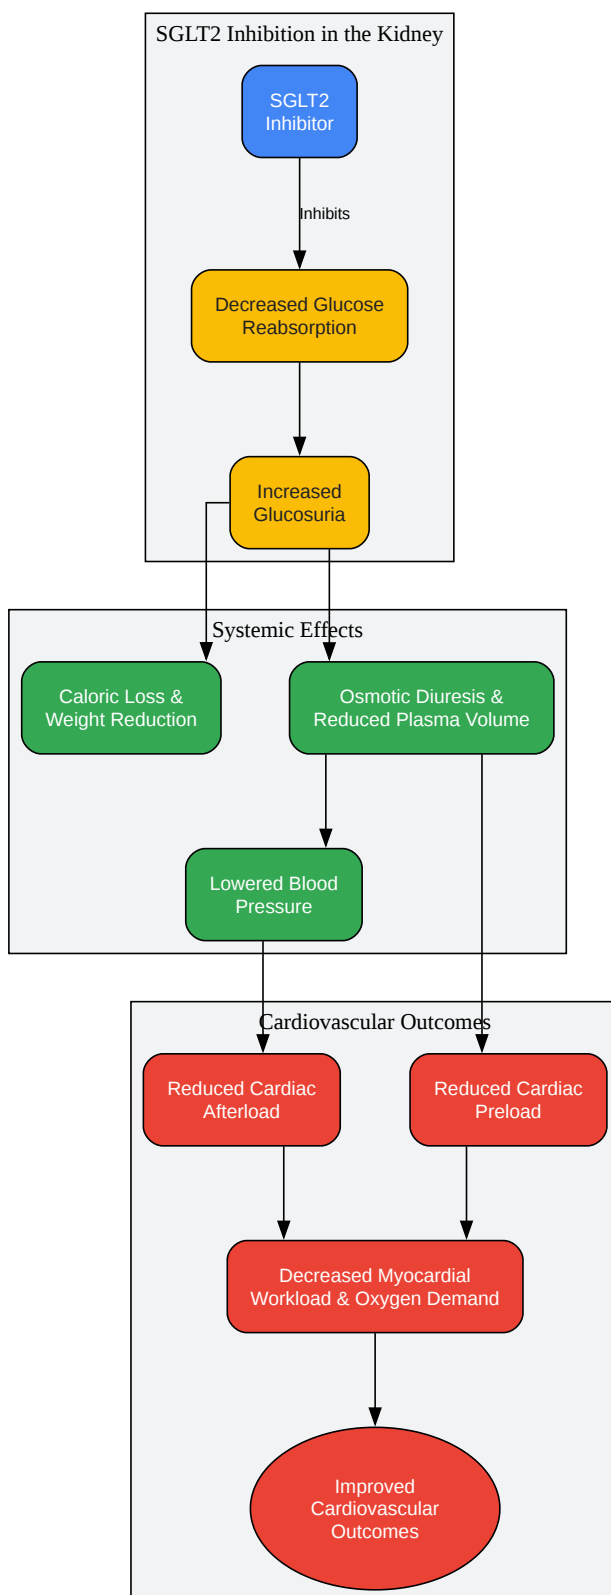 SGLT2 Inhibition in the Kidney
SGLT2
Inhibitor
Inhibits
Decreased Glucose
Reabsorption
Increased
Glucosuria
Systemic Effects
Caloric Loss &
Weight Reduction
Osmotic Diuresis &
Reduced Plasma Volume
Lowered Blood
Pressure
Cardiovascular Outcomes
Reduced Cardiac
Afterload
Reduced Cardiac
Preload
Decreased Myocardial
Workload & Oxygen Demand
Improved
Cardiovascular
Outcomes